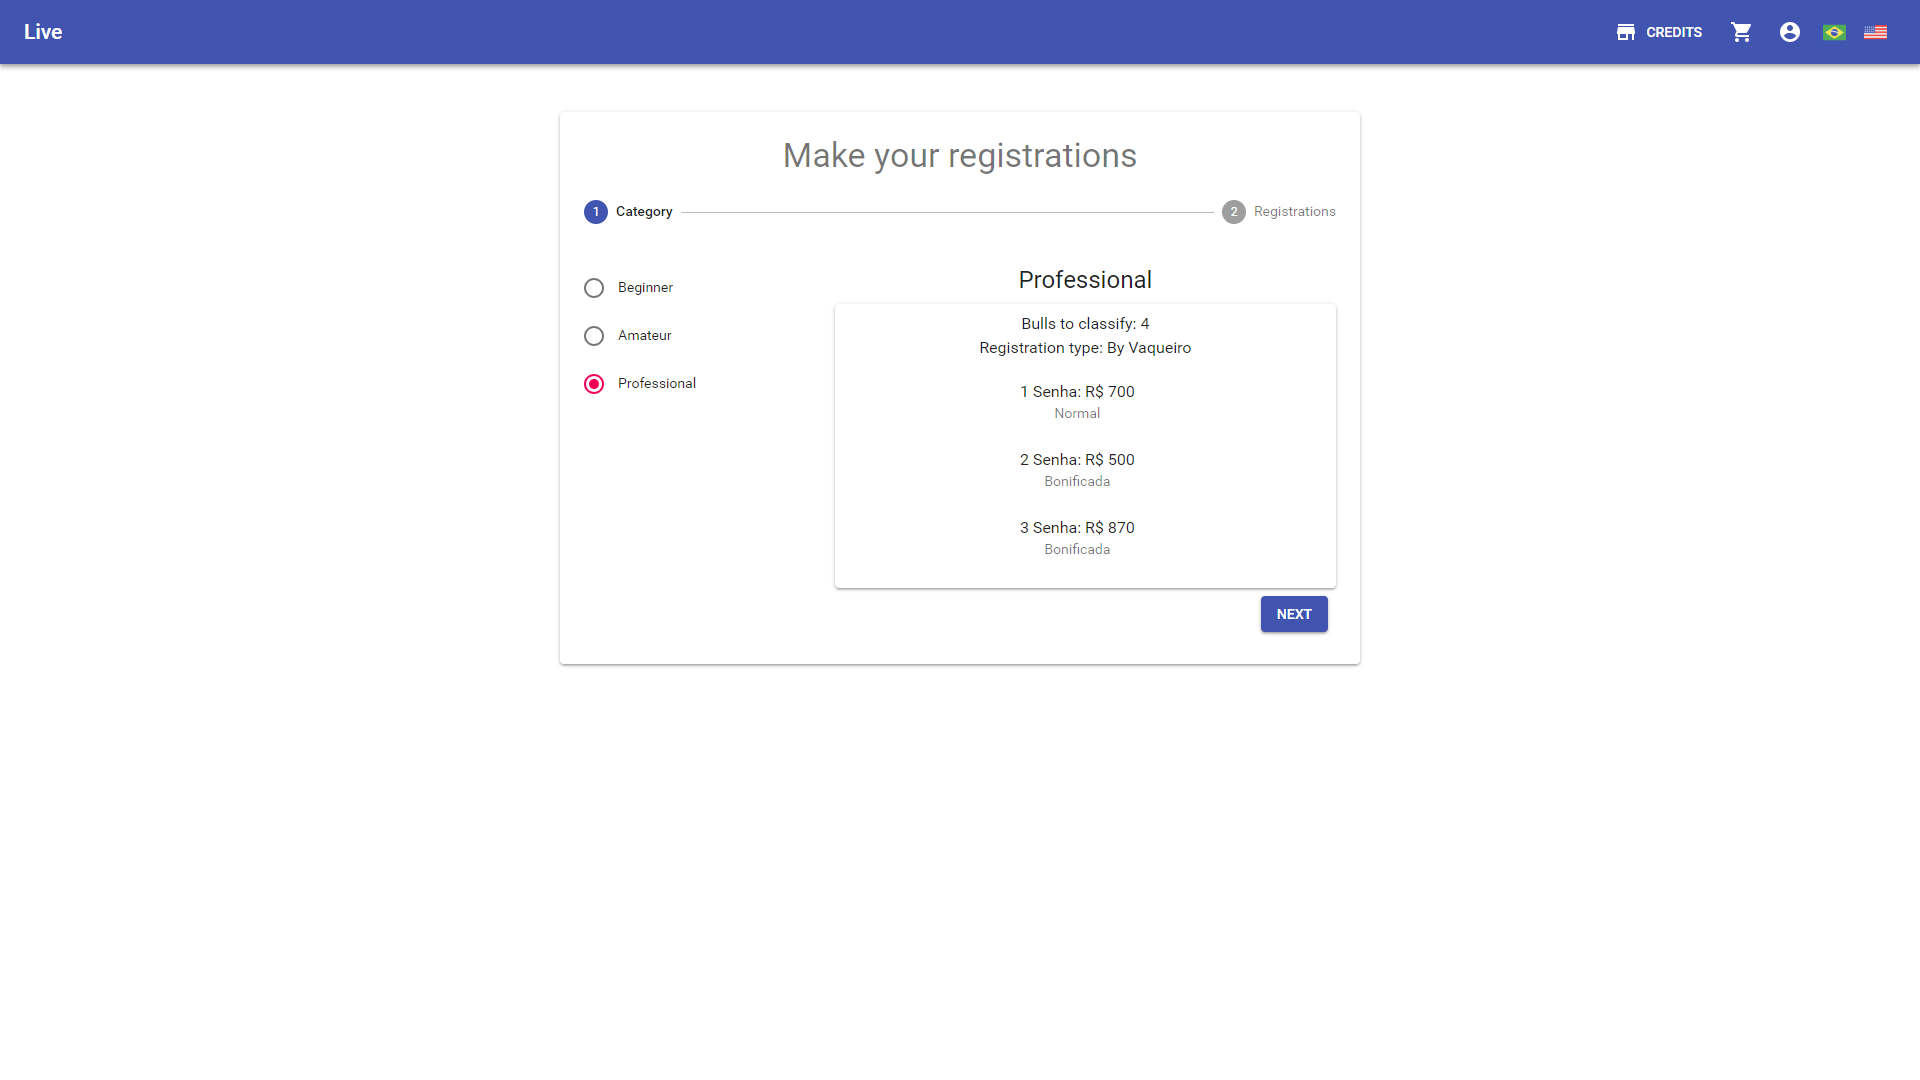 Live
CREDITS
Make your registrations
1 Category
2 Registrations
Beginner
Amateur
Professional
Professional
Bulls to classify: 4
Registration type: By Vaqueiro
1 Senha: R$ 700
Normal
2 Senha: R$ 500
Bonificada
3 Senha: R$ 870
Bonificada
NEXT